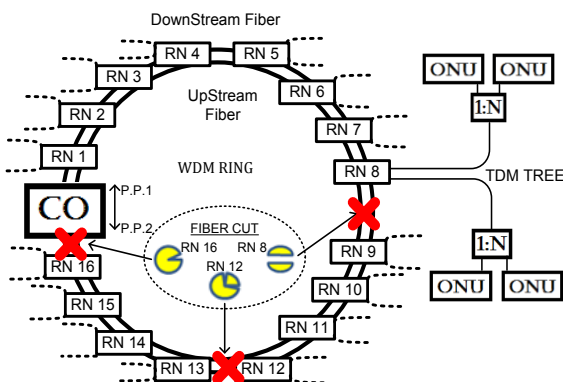 DownStream Fiber
RN 4
RN 5
RN 3
RN 6
UpStream
Fiber
RN 2
RN 7
RN 1
WDM RING
RN 8
ONU
ONU
1:N
TDM TREE
CO
P.P.1
P.P.2
FIBER CUT
RN 16
RN 8
RN 12
RN 9
1:N
ONU
ONU
RN 16
RN 10
RN 15
RN 11
RN 14
RN 13
RN 12